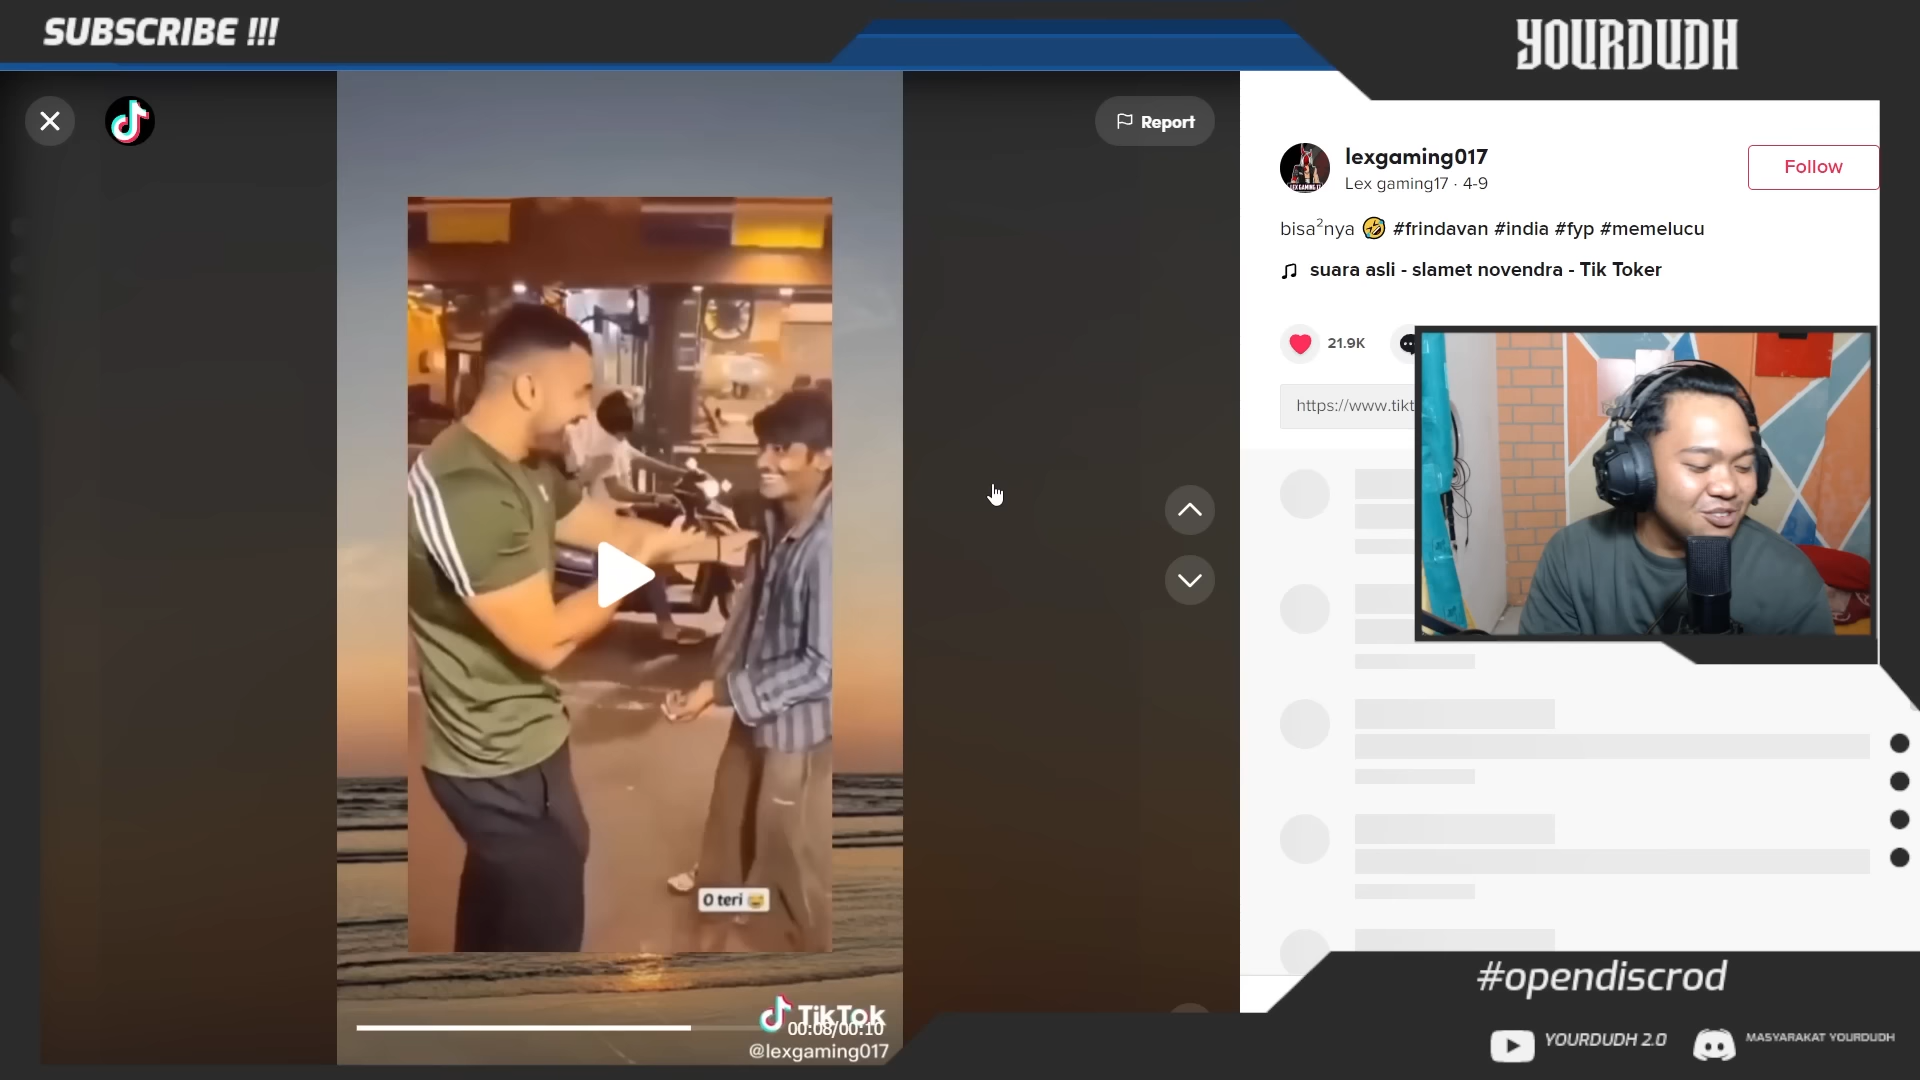 SUBSCRIBE !!!
YOURDUDH
Report
lexgaming017
Lex gaming17 · 4-9
Follow
bisa²nya 🤣 #frindavan #india #fyp #memelucu
suara asli - slamet novendra - Tik Toker
21.9K
https://www.tikt
O teri 😅
TikTok
00:08/00:10
@lexgaming017
#opendiscrod
YOURDUDH 2.0
MASYARAKAT YOURDUDH